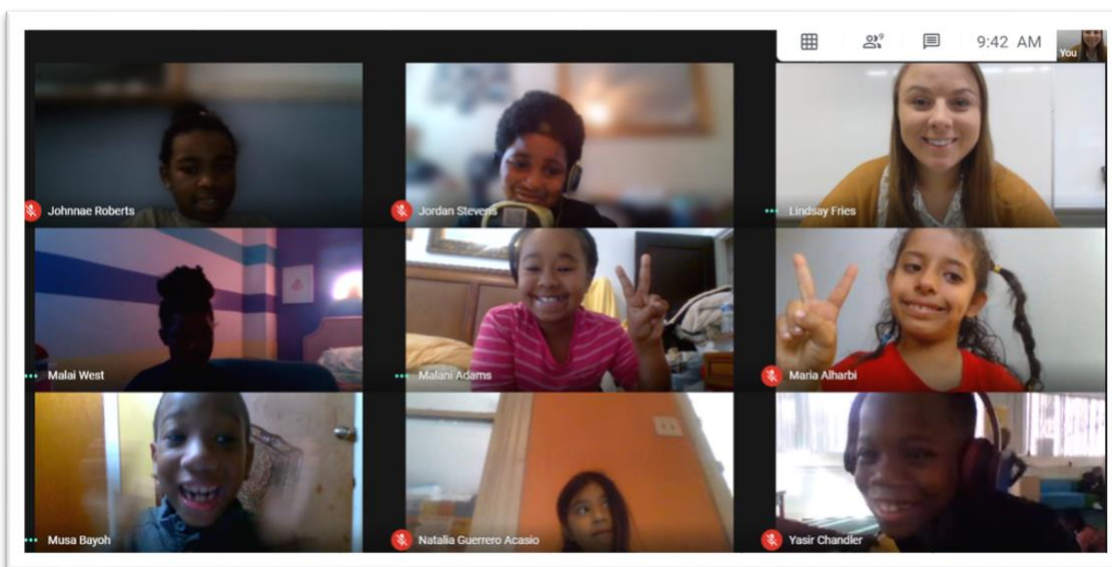 9:42 AM
You
Johnnae Roberts
Jordan Stevens
Lindsay Fries
Malai West
Malani Adams
Maria Alharbi
Musa Bayoh
Natalia Guerrero Acasio
Yasir Chandler